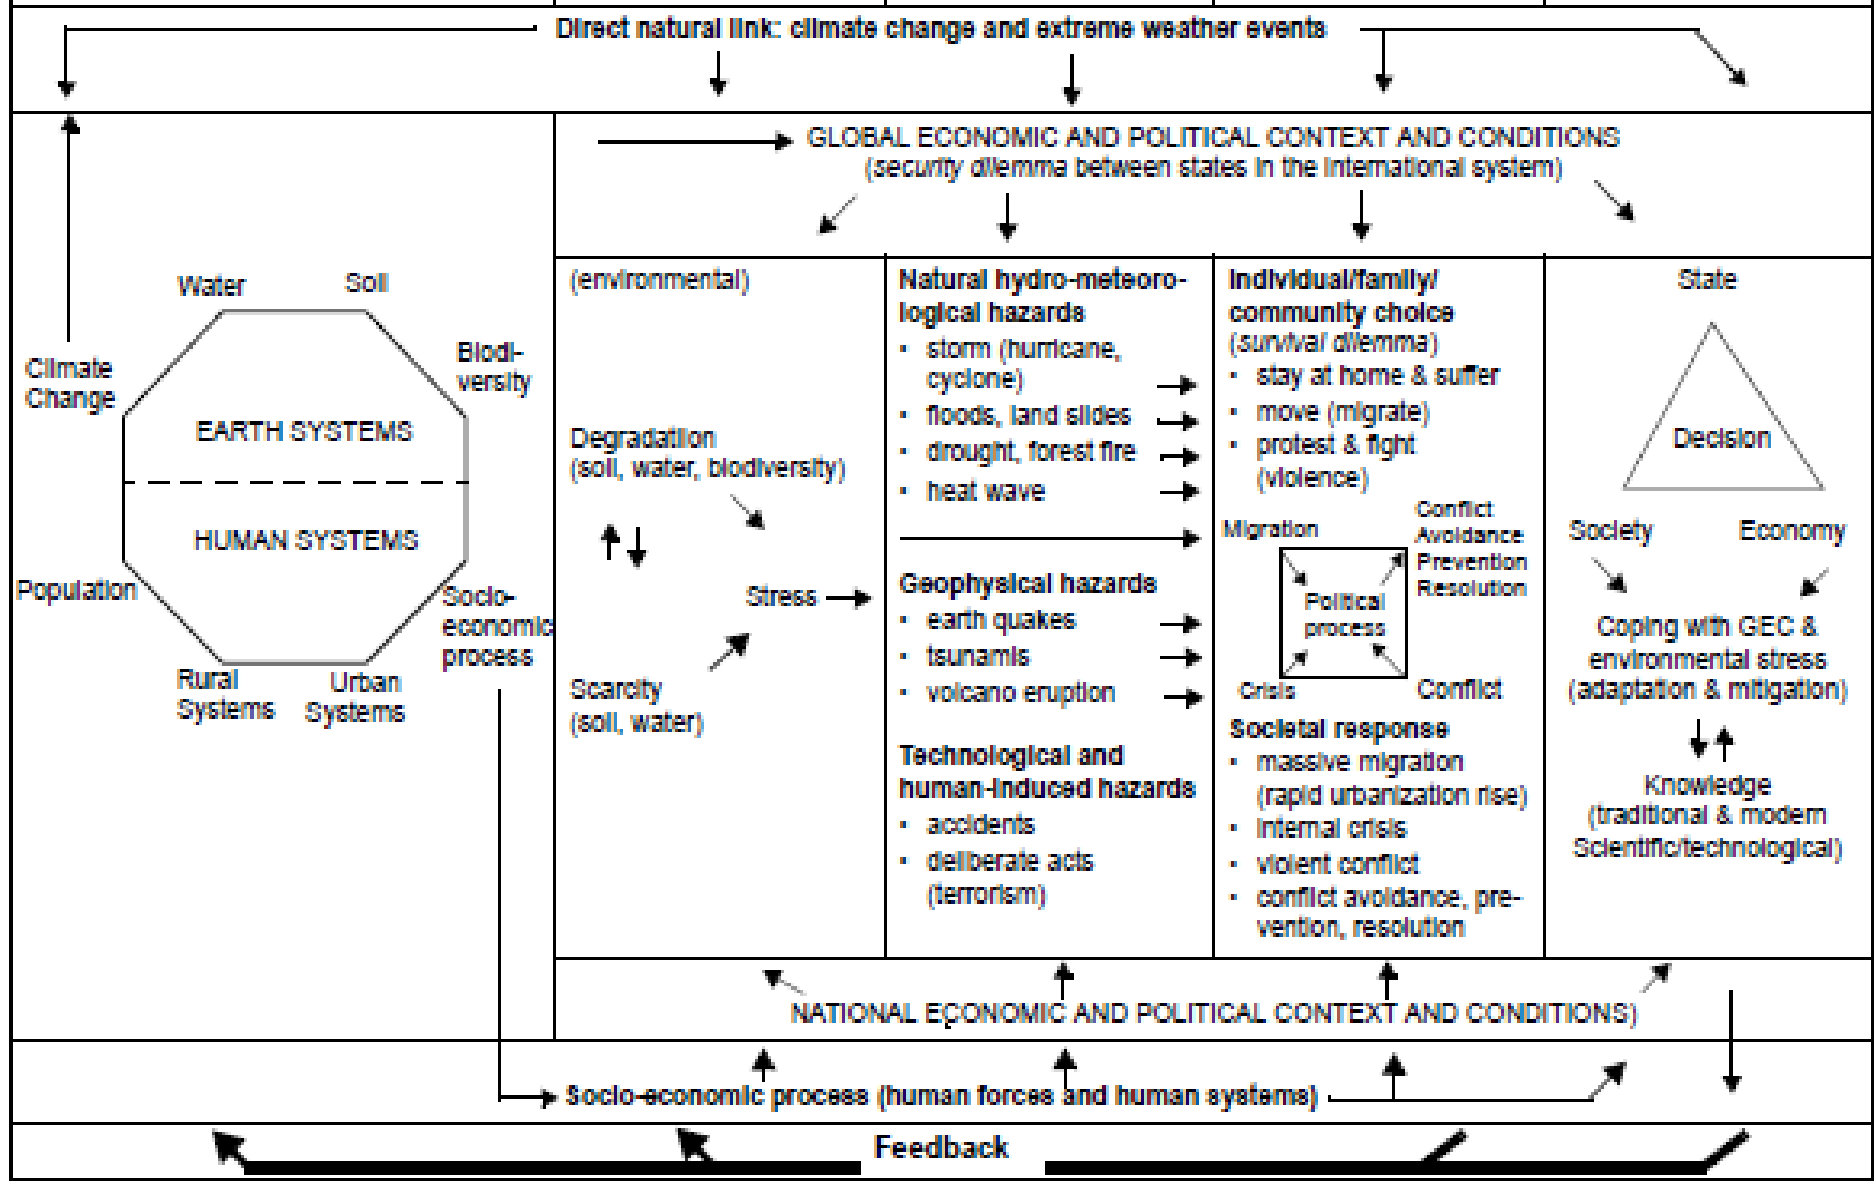 Direct natural link: climate change and extreme weather events
GLOBAL ECONOMIC AND POLITICAL CONTEXT AND CONDITIONS
(security dilemma between states in the international system)
Water
Soil
Climate
Change
Biodi-
versity
EARTH SYSTEMS
HUMAN SYSTEMS
Population
Socio-
economic
process
Rural
Systems
Urban
Systems
(environmental)
Degradatiion
(soil, water, biodiversity)
Stress
Scarcity
(soil, water)
Natural hydro-meteoro-
logical hazards
• storm (hurricane,
cyclone)
• floods, land slides
• drought, forest fire
• heat wave
Geophysical hazards
• earth quakes
• tsunamis
• volcano eruption
Technological and
human-induced hazards
• accidents
• deliberate acts
(terrorism)
Individual/family/
community choice
(survival dilemma)
• stay at home & suffer
• move (migrate)
• protest & fight
(violence)
Migration
Conflict
Avoidance
Prevention
Resolution
Political
process
Crisis
Conflict
Societal response
• massive migration
(rapid urbanization rise)
• internal crisis
• violent conflict
• conflict avoidance, pre-
vention, resolution
State
Decision
Society
Economy
Coping with GEC &
environmental stress
(adaptation & mitigation)
Knowledge
(traditional & modern
Scientific/technological)
NATIONAL ECONOMIC AND POLITICAL CONTEXT AND CONDITIONS)
Socio-economic process (human forces and human systems)
Feedback